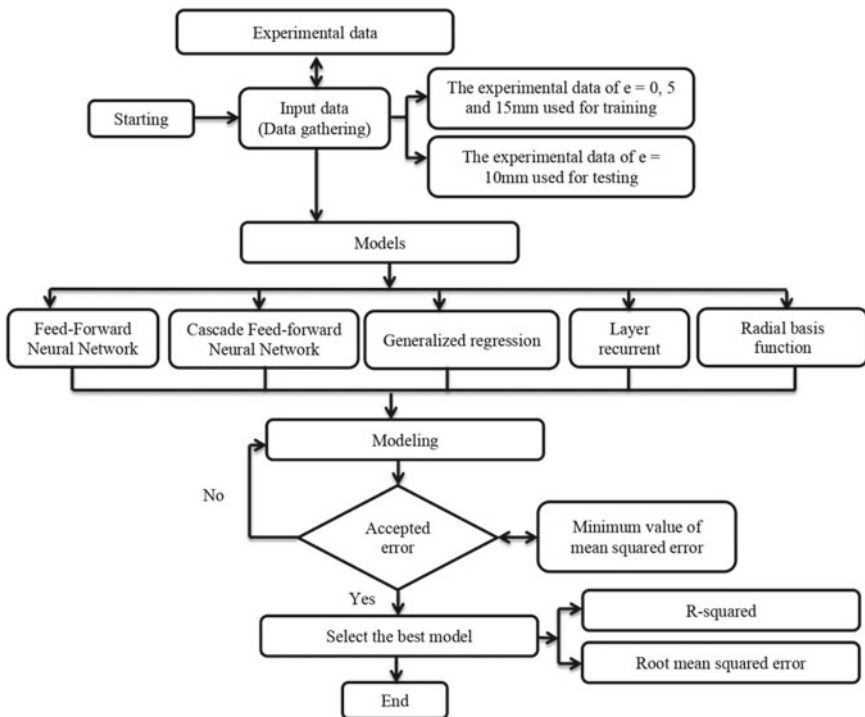 Experimental data
Starting
Input data
(Data gathering)
The experimental data of e = 0, 5
and 15mm used for training
The experimental data of e =
10mm used for testing
Models
Feed-Forward
Neural Network
Cascade Feed-forward
Neural Network
Generalized regression
Layer
recurrent
Radial basis
function
Modeling
No
Accepted
error
Minimum value of
mean squared error
Yes
Select the best model
R-squared
Root mean squared error
End